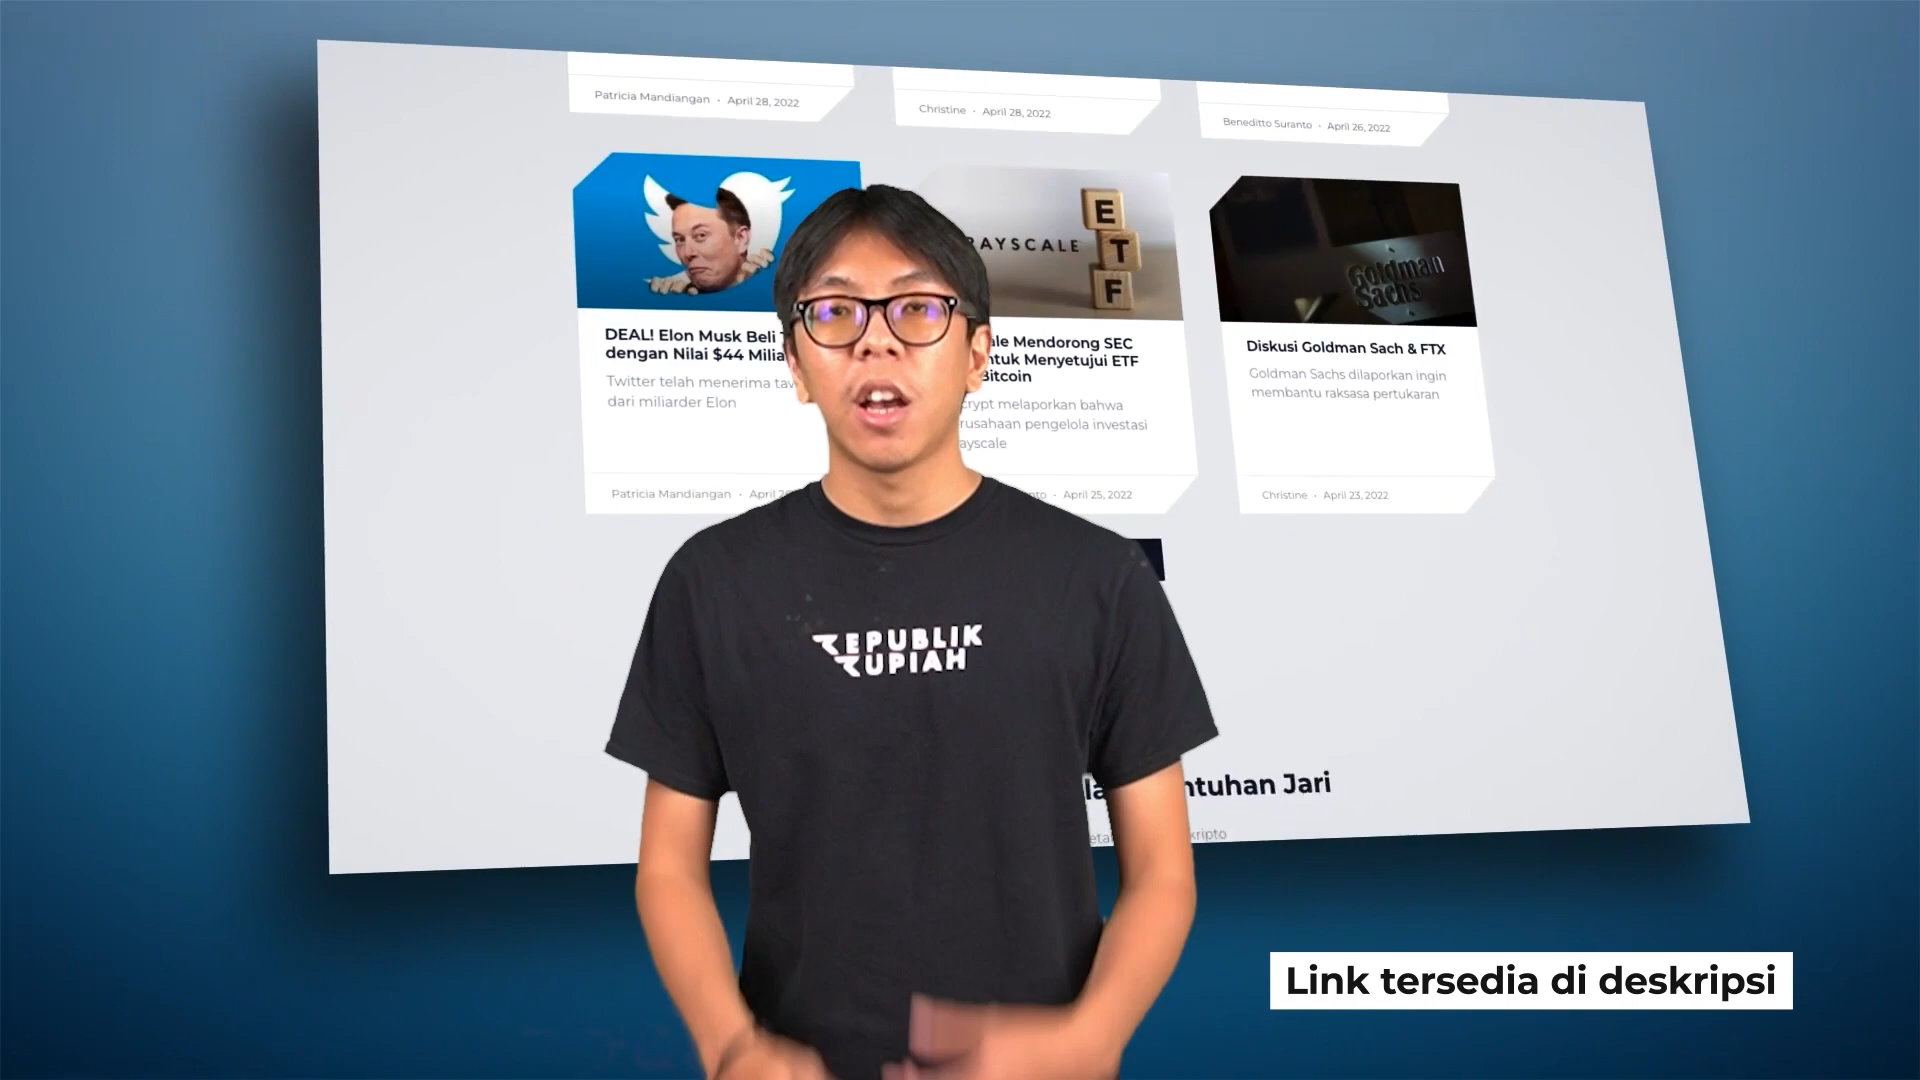 Patricia Mandiangan • April 28, 2022
Christine • April 28, 2022
Beneditto Suranto • April 26, 2022
DEAL! Elon Musk Beli
dengan Nilai $44
Twitter telah menerima
dari miliarder Elon
Patricia Mandiangan • April
RAYSCALE
E
T
F
Mendorong SEC
Menyetujui ETF
Bitcoin
melaporkan bahwa
pengelola investasi
April 25, 2022
Goldman
Sachs
Diskusi Goldman Sach & FTX
Goldman Sachs dilaporkan ingin
membantu raksasa pertukaran
Christine • April 23, 2022
REPUBLIK
RUPIAH
ntuhan Jari
kripto
Link tersedia di deskripsi